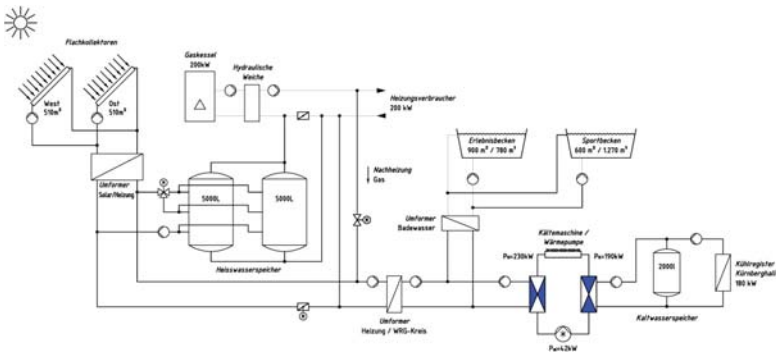 Flachkollektoren
West
510m²
Ost
510m²
Umformer
Solar/Heizung
Gaskessel
200kW
Hydraulische
Weiche
Heizungsverbraucher
200 kW
Nachheizung
Gas
5000L
5000L
Heisswasserspeicher
Erlebnisbecken
900 m² / 780 m³
Sportbecken
600 m² / 1.270 m³
Umformer
Badewasser
Umformer
Heizung / WRG-Kreis
Kältemaschine /
Wärmepumpe
=230kW
=190kW
=42kW
2000l
Kaltwasserspeicher
Kühlregister
Kürnberghalle
180 kW